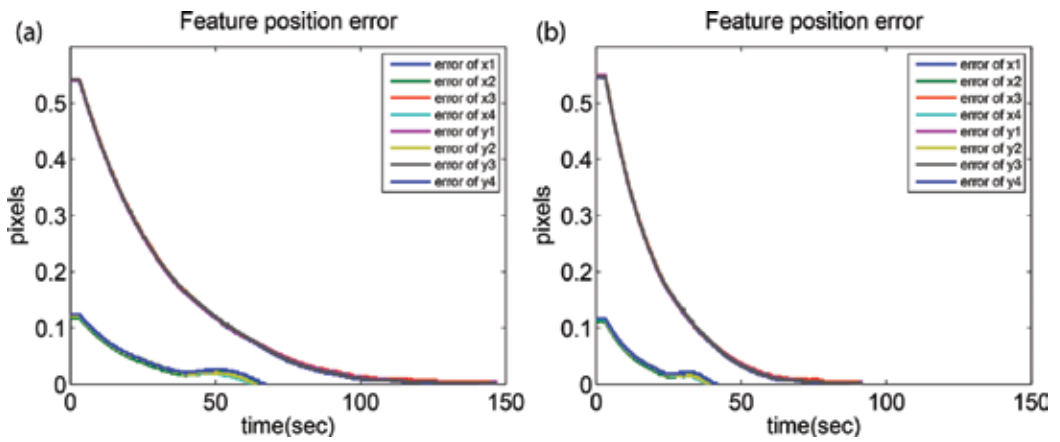 (a)
Feature position error
error of x1
error of x2
error of x3
error of x4
error of y1
error of y2
error of y3
error of y4
pixels
0.5
0.4
0.3
0.2
0.1
0
0 50 100 150
time(sec)
(b)
Feature position error
error of x1
error of x2
error of x3
error of x4
error of y1
error of y2
error of y3
error of y4
pixels
0.5
0.4
0.3
0.2
0.1
0
0 50 100 150
time(sec)